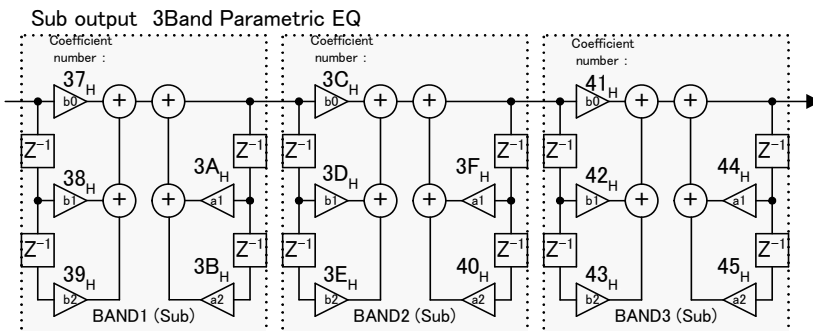 Sub output 3Band Parametric EQ
Coefficient number :
Coefficient number :
Coefficient number :
37H
3CH
41H
b0
+
+
b0
+
+
b0
+
+
Z⁻¹
Z⁻¹
Z⁻¹
Z⁻¹
Z⁻¹
Z⁻¹
38H
3AH
3DH
3FH
42H
44H
b1
+
+
a1
b1
+
+
a1
b1
+
+
a1
Z⁻¹
Z⁻¹
Z⁻¹
Z⁻¹
Z⁻¹
Z⁻¹
39H
3BH
3EH
40H
43H
45H
b2
a2
b2
a2
b2
a2
BAND1 (Sub)
BAND2 (Sub)
BAND3 (Sub)